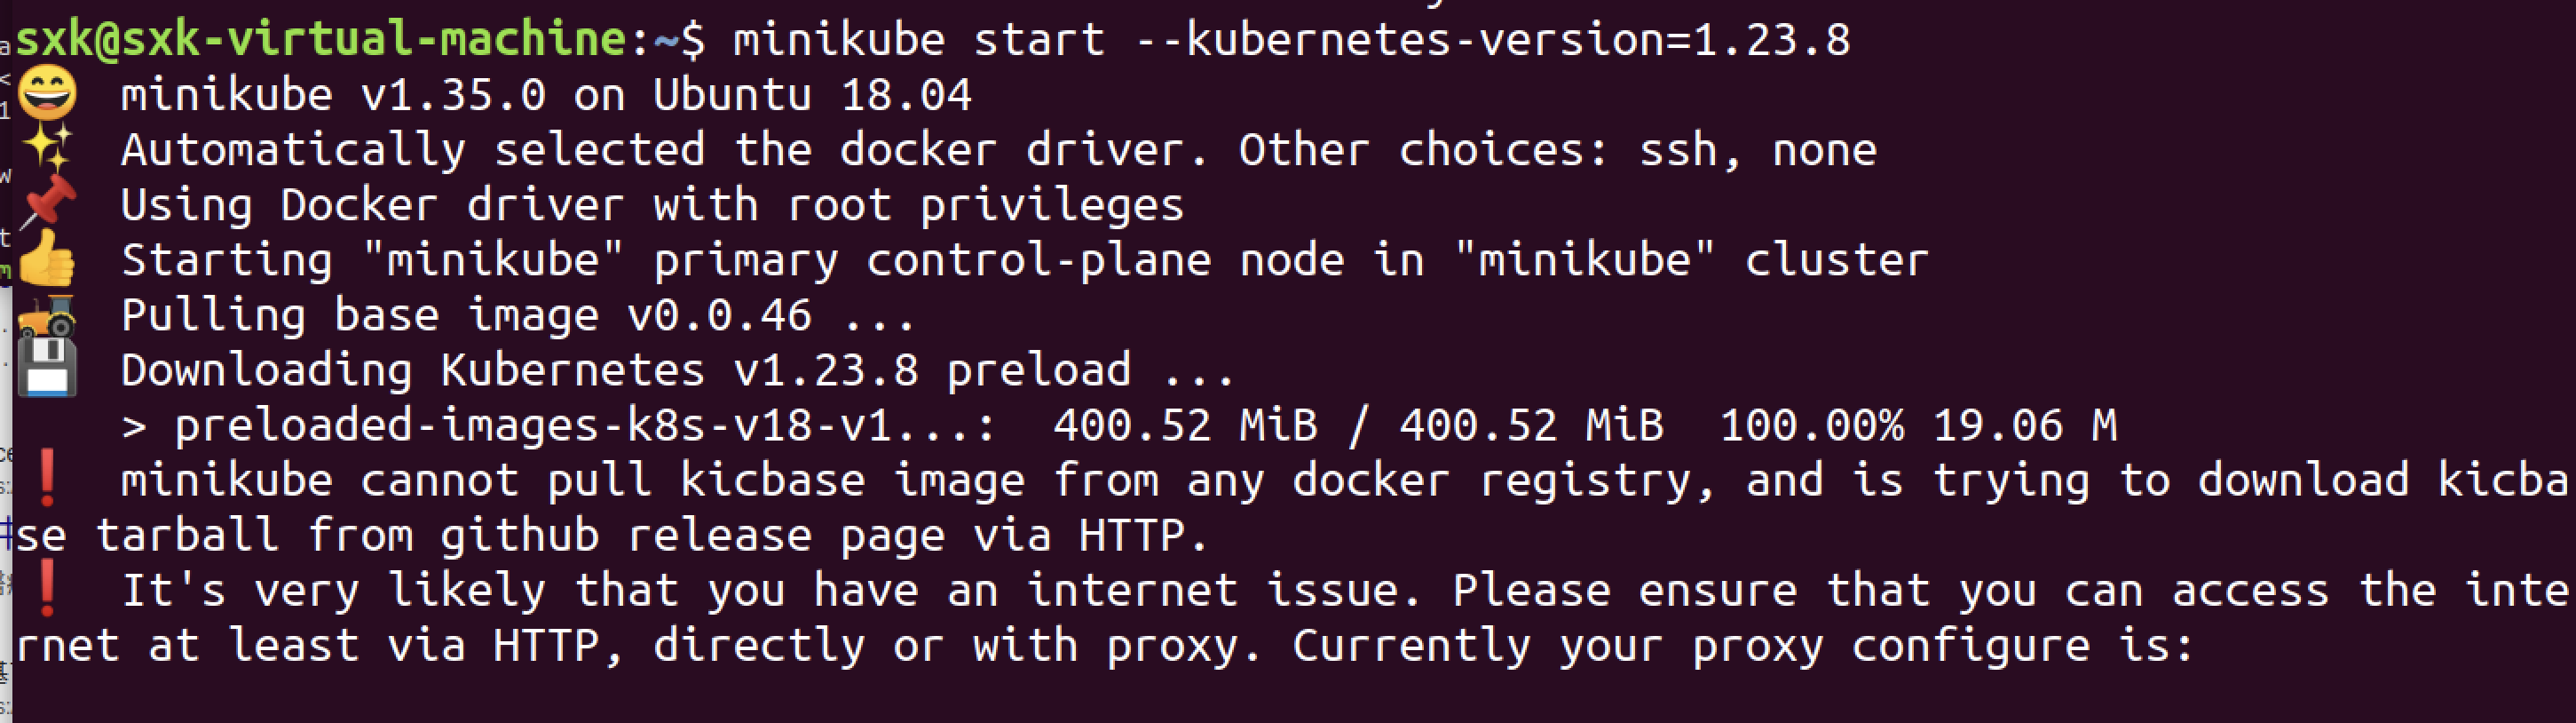 sxk@sxk-virtual-machine:~$ minikube start --kubernetes-version=1.23.8
😄 minikube v1.35.0 on Ubuntu 18.04
✨ Automatically selected the docker driver. Other choices: ssh, none
📌 Using Docker driver with root privileges
👍 Starting "minikube" primary control-plane node in "minikube" cluster
🚜 Pulling base image v0.0.46 ...
💾 Downloading Kubernetes v1.23.8 preload ...
> preloaded-images-k8s-v18-v1...: 400.52 MiB / 400.52 MiB 100.00% 19.06 M
❗ minikube cannot pull kicbase image from any docker registry, and is trying to download kicba
se tarball from github release page via HTTP.
❗ It's very likely that you have an internet issue. Please ensure that you can access the inte
rnet at least via HTTP, directly or with proxy. Currently your proxy configure is: